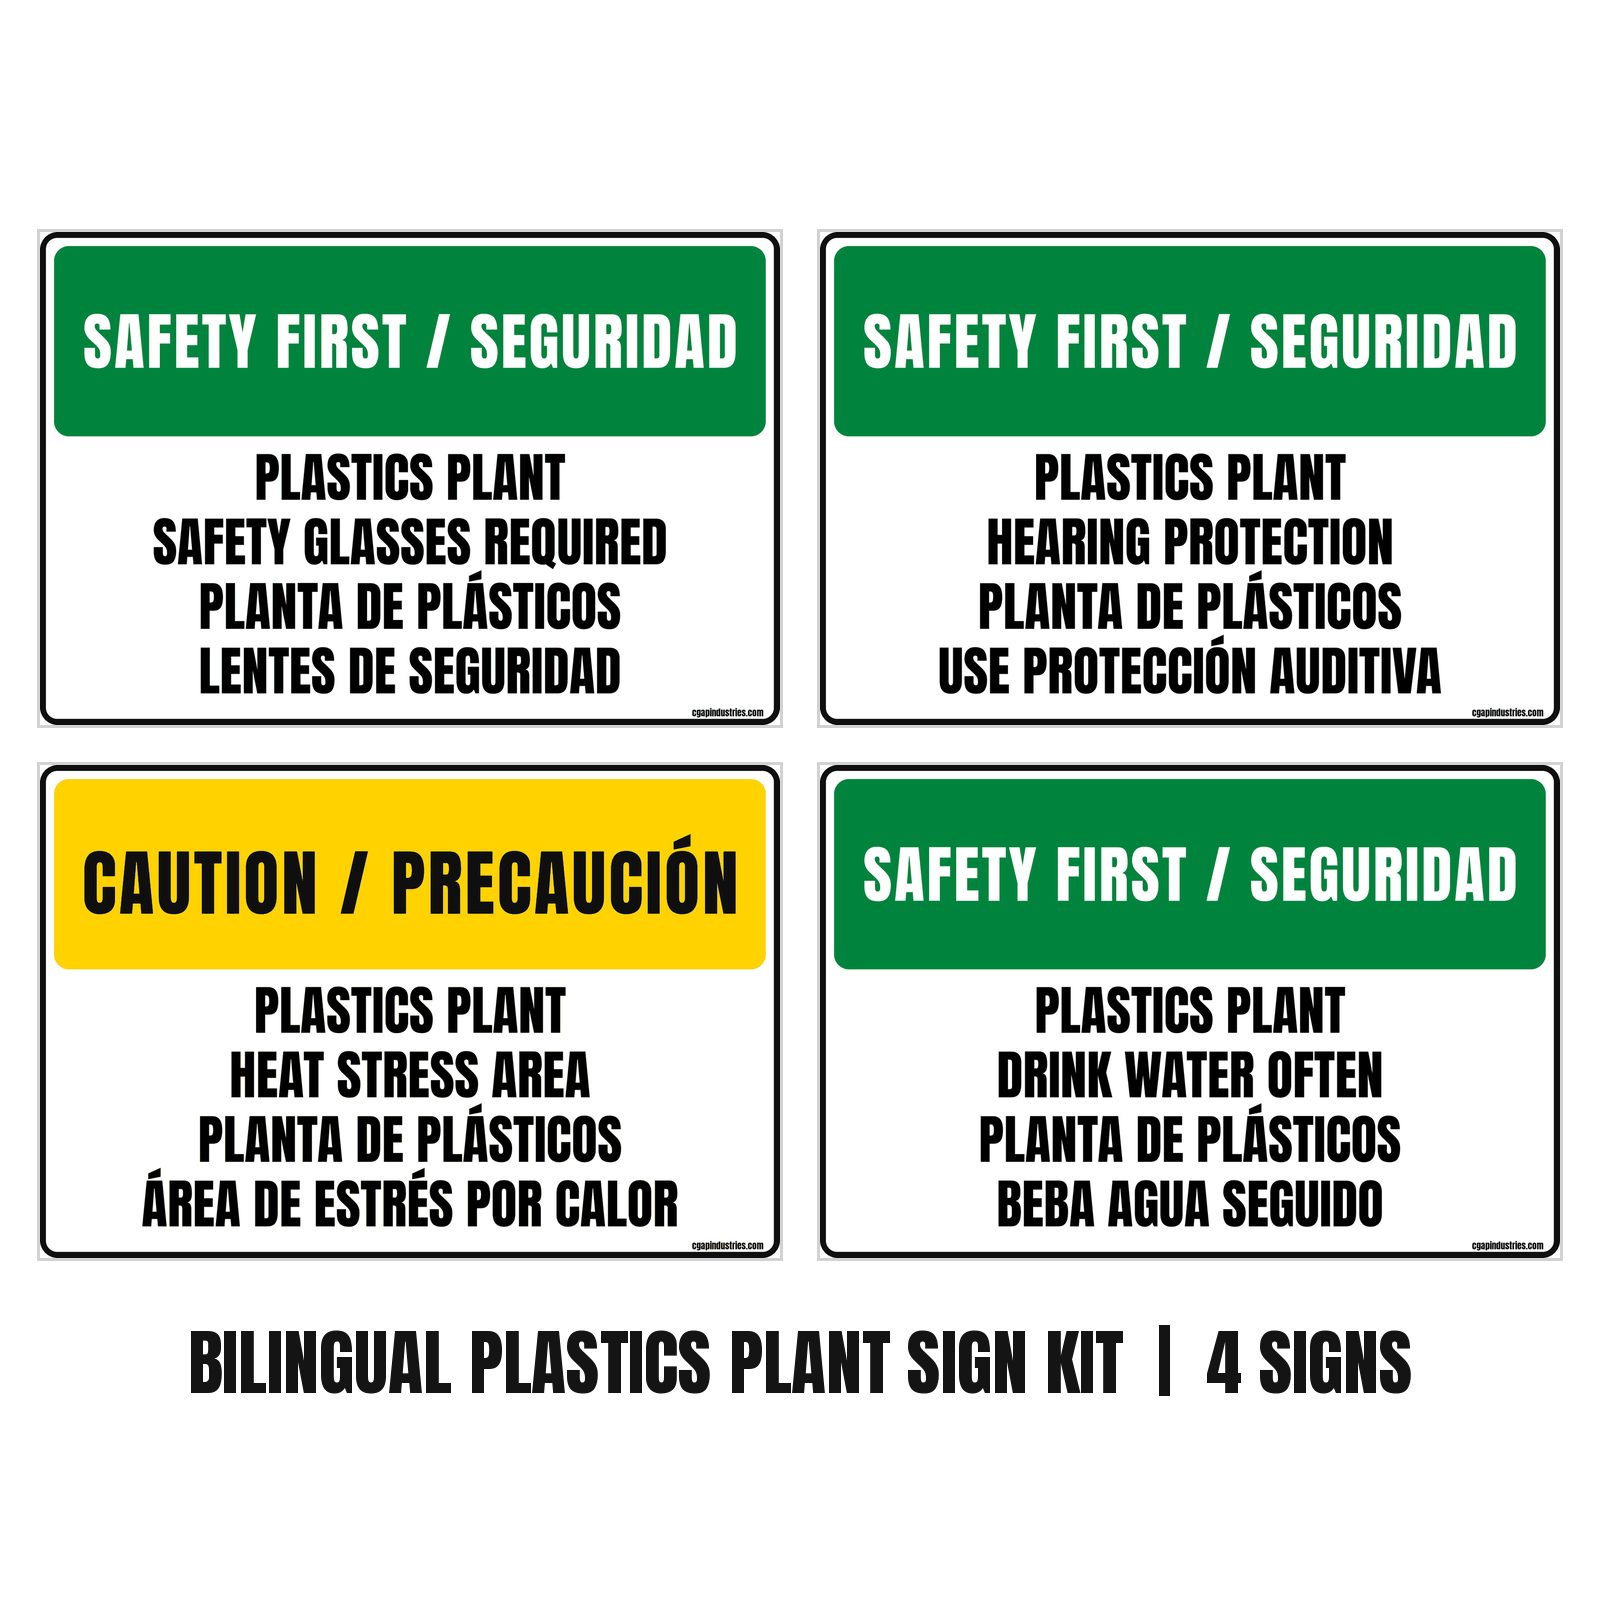 SAFETY FIRST / SEGURIDAD
PLASTICS PLANT
SAFETY GLASSES REQUIRED
PLANTA DE PLÁSTICOS
LENTES DE SEGURIDAD
cgapindustries.com
SAFETY FIRST / SEGURIDAD
PLASTICS PLANT
HEARING PROTECTION
PLANTA DE PLÁSTICOS
USE PROTECCIÓN AUDITIVA
cgapindustries.com
CAUTION / PRECAUCIÓN
PLASTICS PLANT
HEAT STRESS AREA
PLANTA DE PLÁSTICOS
ÁREA DE ESTRÉS POR CALOR
cgapindustries.com
SAFETY FIRST / SEGURIDAD
PLASTICS PLANT
DRINK WATER OFTEN
PLANTA DE PLÁSTICOS
BEBA AGUA SEGUIDO
cgapindustries.com
BILINGUAL PLASTICS PLANT SIGN KIT | 4 SIGNS